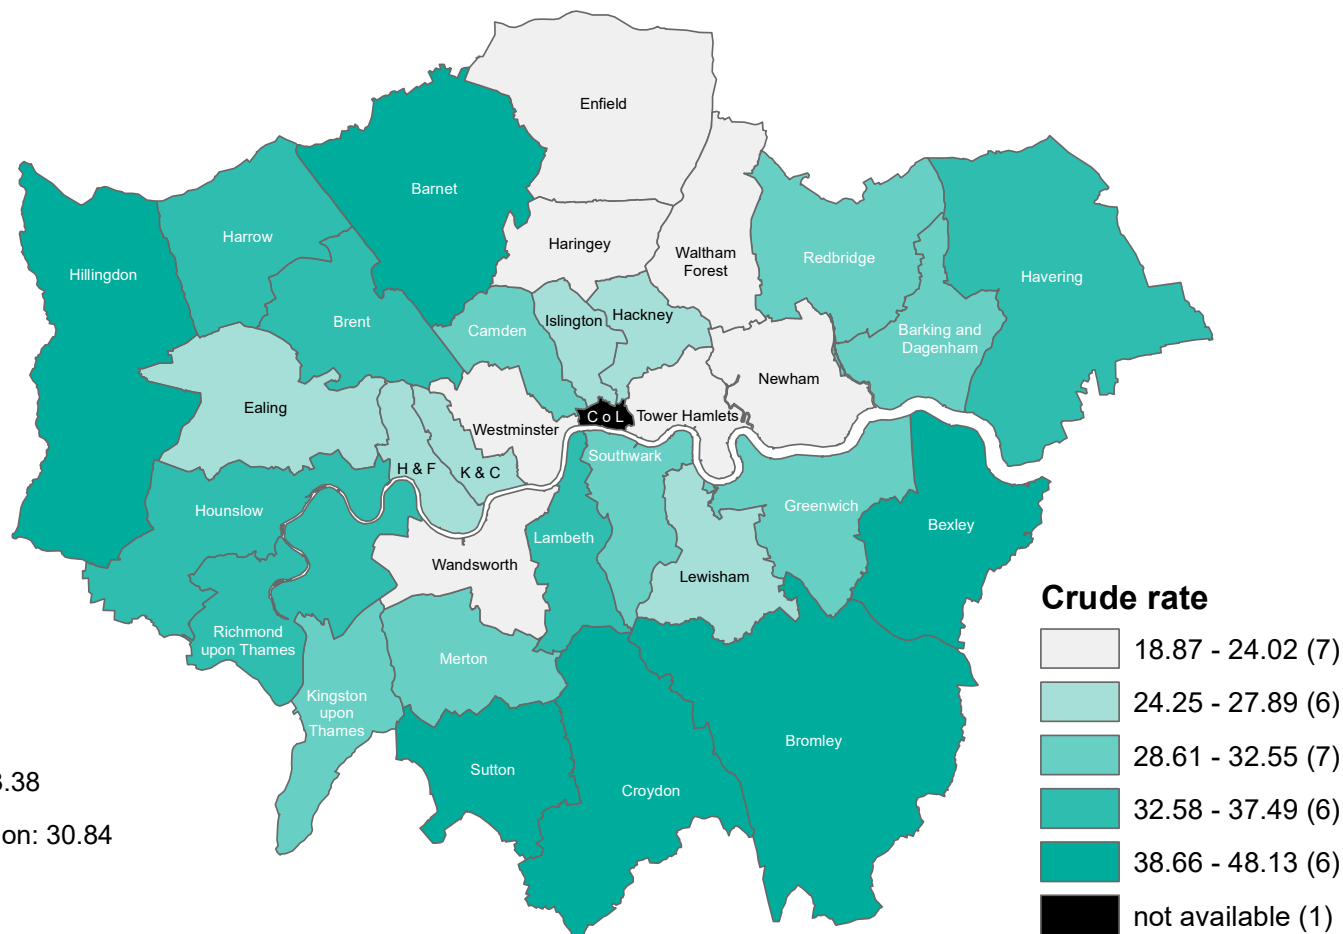 Enfield
Barnet
Haringey
Waltham
Forest
Harrow
Redbridge
Hillingdon
Havering
Brent
Camden
Islington
Hackney
Barking and
Dagenham
Ealing
Newham
Westminster
C o L
Tower Hamlets
H & F
K & C
Southwark
Hounslow
Greenwich
Bexley
Lambeth
Wandsworth
Lewisham
Richmond
upon Thames
Merton
Kingston
upon
Thames
Sutton
Croydon
Bromley
.38
on: 30.84
Crude rate
18.87 - 24.02 (7)
24.25 - 27.89 (6)
28.61 - 32.55 (7)
32.58 - 37.49 (6)
38.66 - 48.13 (6)
not available (1)